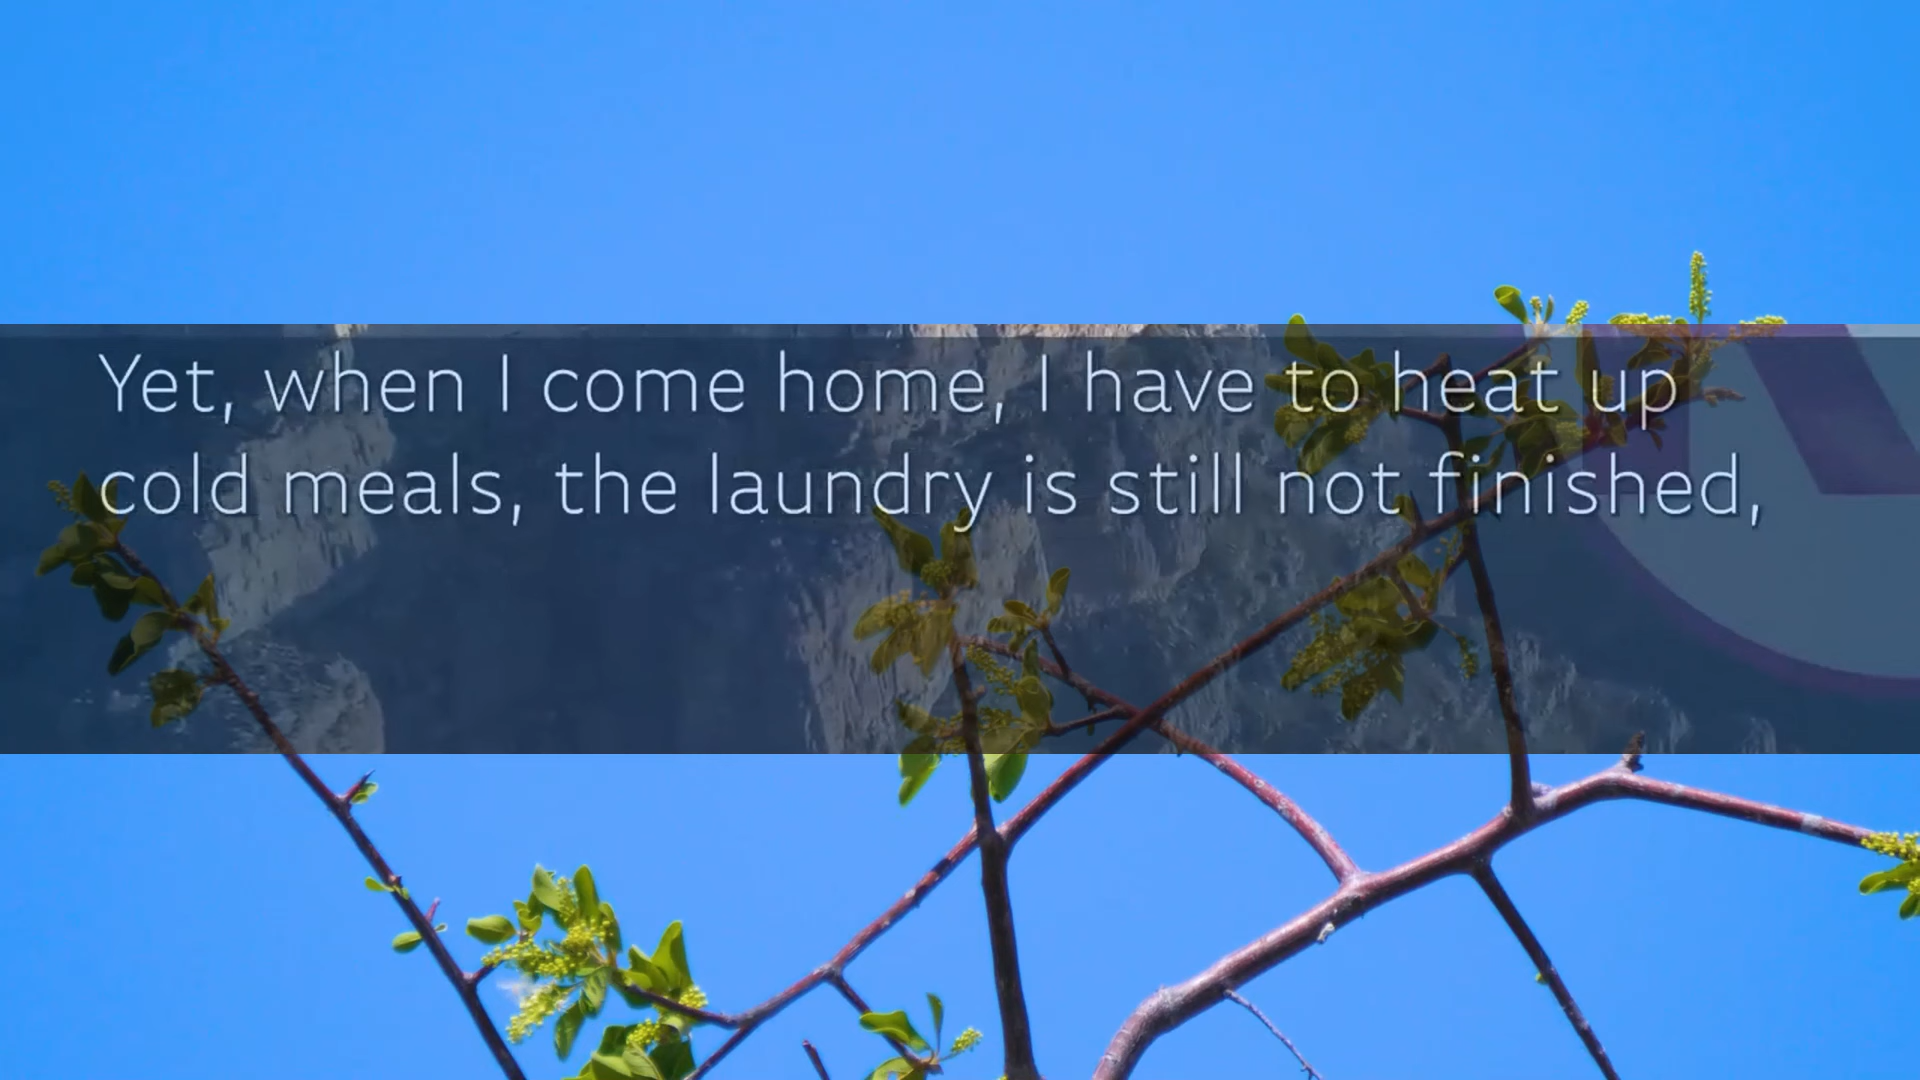 Yet, when I come home, I have to heat up
cold meals, the laundry is still not finished,